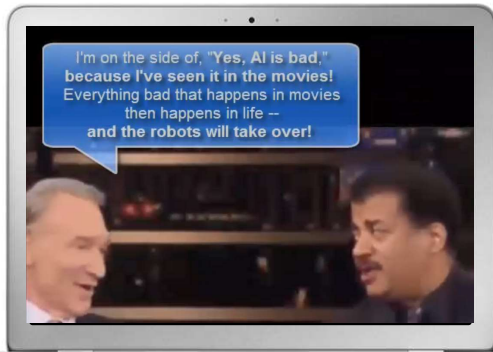 I'm on the side of, "Yes, AI is bad,"
because I've seen it in the movies!
Everything bad that happens in movies
then happens in life --
and the robots will take over!